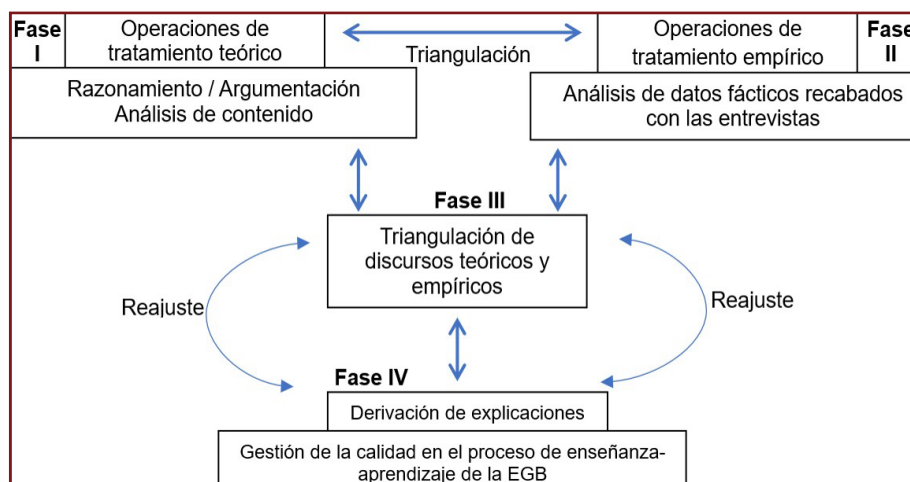 Fase
I
Operaciones de
tratamiento teórico
Triangulación
Operaciones de
tratamiento empírico
Fase
II
Razonamiento / Argumentación
Análisis de contenido
Análisis de datos fácticos recabados
con las entrevistas
Fase III
Triangulación de
discursos teóricos y
empíricos
Reajuste
Reajuste
Fase IV
Derivación de explicaciones
Gestión de la calidad en el proceso de enseñanza-
aprendizaje de la EGB